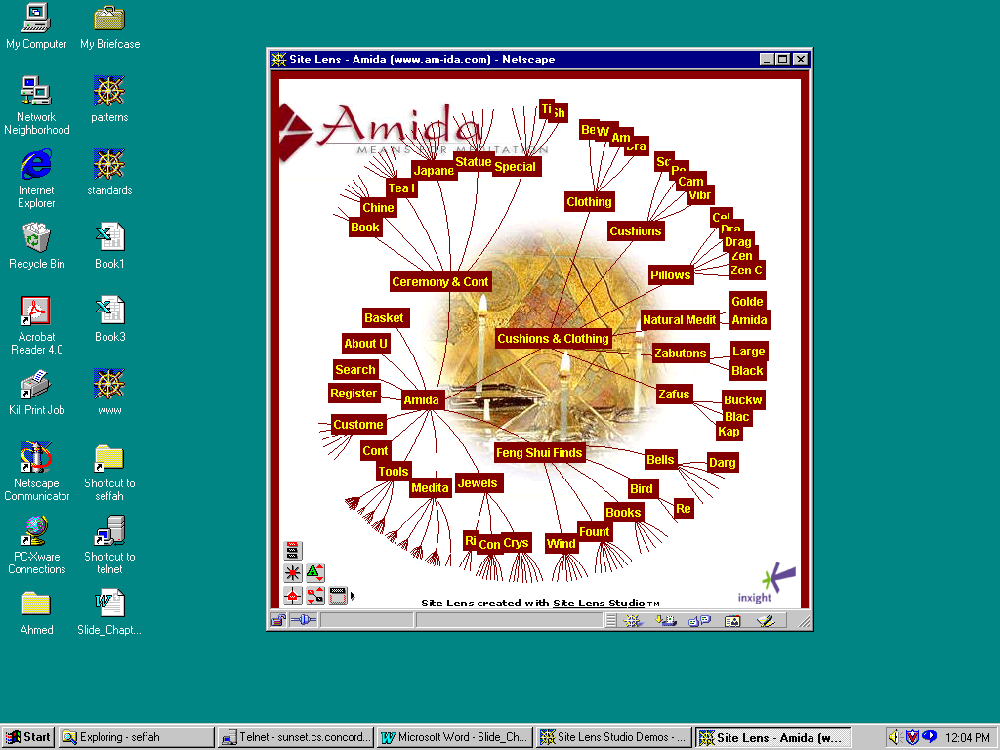 My Computer
My Briefcase
Network
Neighborhood
patterns
Internet
Explorer
standards
Recycle Bin
Book1
Acrobat
Reader 4.0
Book3
Kill Print Job
www
Netscape
Communicator
Shortcut to
seffah
PC-Xware
Connections
Shortcut to
telnet
Ahmed
Slide_Chapt...
Site Lens - Amida (www.am-ida.com) - Netscape
Amida
MEANS FOR MEDITATION
Ti
Sh
Be
W
Am
Dra
Japane
Statue
Special
So
Po
Cam
Vibr
Tea I
Chine
Book
Clothing
Cushions
Cel
Dra
Drag
Zen
Zen C
Pillows
Ceremony & Cont
Golde
Natural Medit
Amida
Basket
Cushions & Clothing
About U
Zabutons
Large
Black
Search
Register
Amida
Zafus
Buckw
Blac
Kap
Custome
Cont
Feng Shui Finds
Bells
Darg
Tools
Medita
Jewels
Bird
Re
Books
Fount
Wind
Ri
Con
Crys
inxight
Site Lens created with Site Lens Studio TM
Start
Exploring - seffah
Telnet - sunset.cs.concord...
Microsoft Word - Slide_Ch...
Site Lens Studio Demos - ...
Site Lens - Amida (w...
12:04 PM